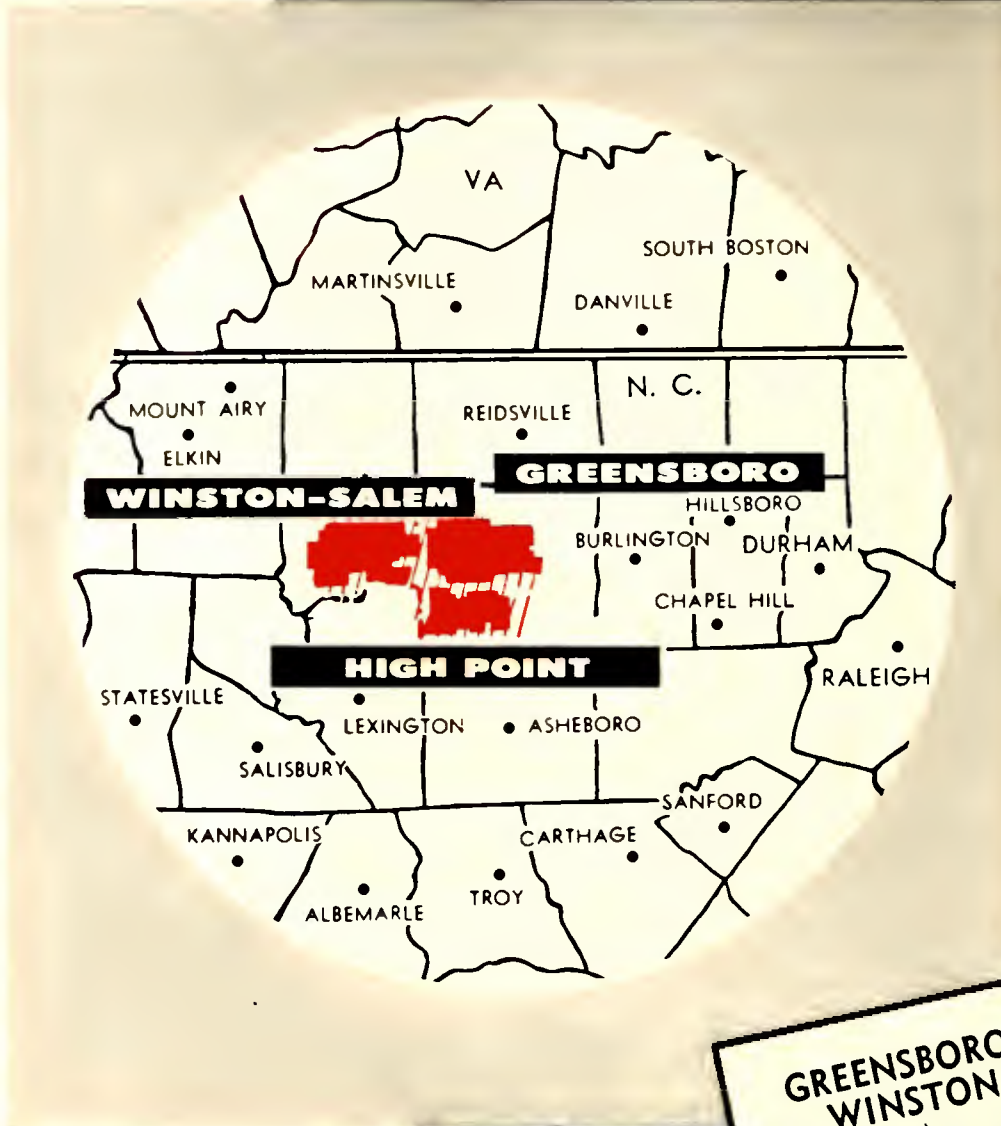 VA
SOUTH BOSTON
MARTINSVILLE
DANVILLE
N. C.
MOUNT AIRY
REIDSVILLE
ELKIN
GREENSBORO
WINSTON-SALEM
HILLSBORO
BURLINGTON
DURHAM
CHAPEL HILL
HIGH POINT
RALEIGH
STATESVILLE
LEXINGTON
ASHEBORO
SALISBURY
SANFORD
KANNAPOLIS
CARTHAGE
TROY
ALBEMARLE
GREENSBORO
WINSTON